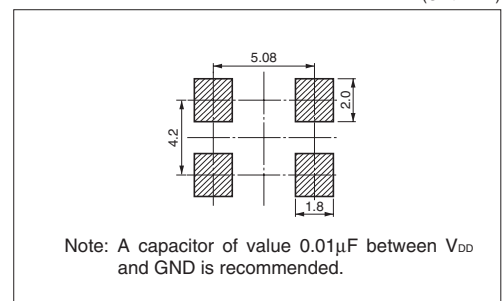 5.08
2.0
4.2
1.8
Note: A capacitor of value 0.01μF between VDD
and GND is recommended.